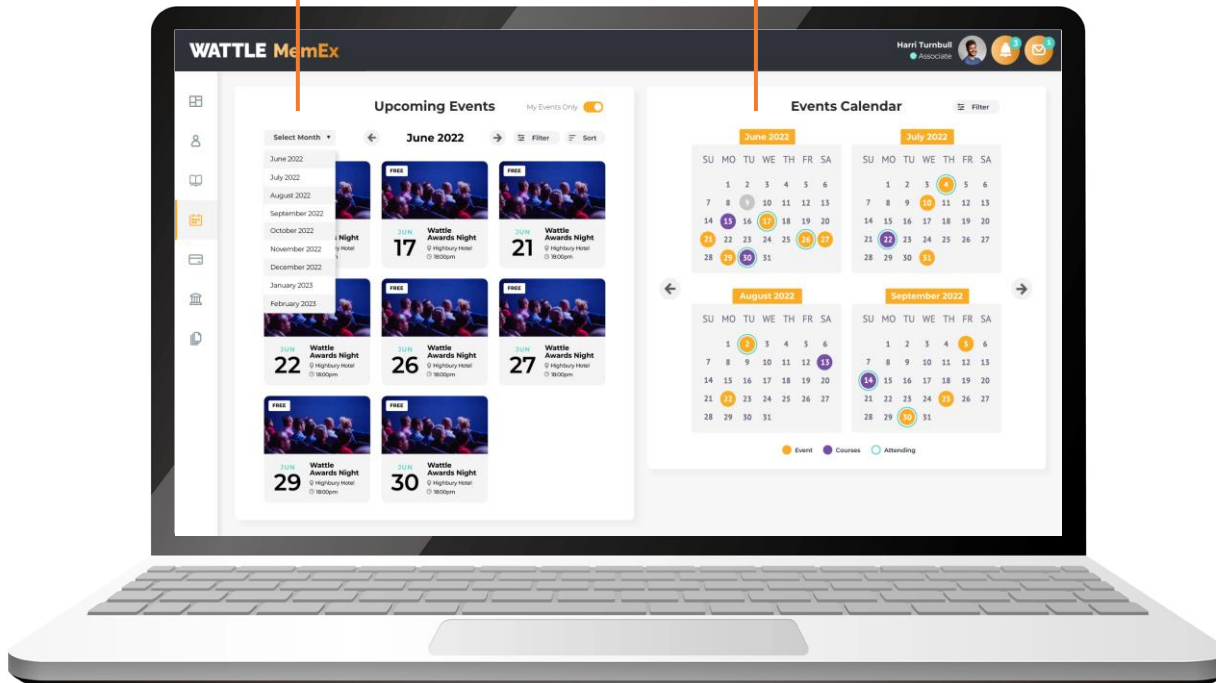 WATTLE MemEx
Harri Turnbull
Associate
3
3
Upcoming Events
My Events Only
Select Month
June 2022
Filter
Sort
June 2022
July 2022
August 2022
September 2022
October 2022
November 2022
December 2022
January 2023
February 2023
Night
Hotel
FREE
JUN
17
Wattle
Awards Night
Highbury Hotel
18:00pm
FREE
JUN
21
Wattle
Awards Night
Highbury Hotel
18:00pm
JUN
22
Wattle
Awards Night
Highbury Hotel
18:00pm
FREE
JUN
26
Wattle
Awards Night
Highbury Hotel
18:00pm
FREE
JUN
27
Wattle
Awards Night
Highbury Hotel
18:00pm
FREE
JUN
29
Wattle
Awards Night
Highbury Hotel
18:00pm
FREE
JUN
30
Wattle
Awards Night
Highbury Hotel
18:00pm
Events Calendar
Filter
June 2022
SU MO TU WE TH FR SA
1 2 3 4 5 6
7 8 9 10 11 12 13
14 15 16 17 18 19 20
21 22 23 24 25 26 27
28 29 30 31
July 2022
SU MO TU WE TH FR SA
1 2 3 4 5 6
7 8 9 10 11 12 13
14 15 16 17 18 19 20
21 22 23 24 25 26 27
28 29 30 31
August 2022
SU MO TU WE TH FR SA
1 2 3 4 5 6
7 8 9 10 11 12 13
14 15 16 17 18 19 20
21 22 23 24 25 26 27
28 29 30 31
September 2022
SU MO TU WE TH FR SA
1 2 3 4 5 6
7 8 9 10 11 12 13
14 15 16 17 18 19 20
21 22 23 24 25 26 27
28 29 30 31
Event
Courses
Attending